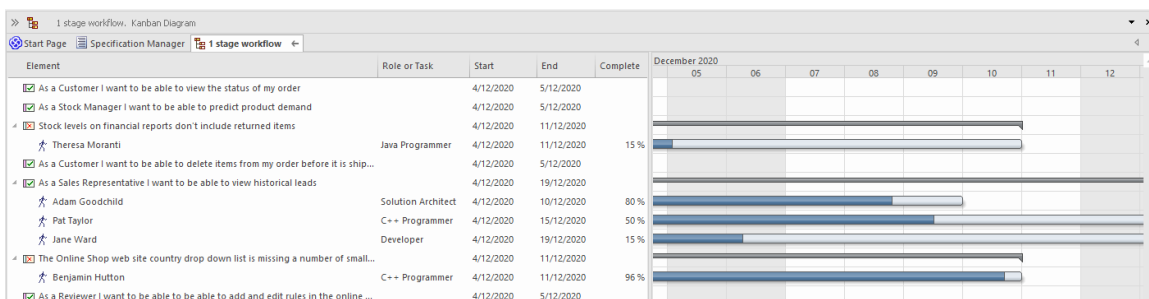 1 stage workflow. Kanban Diagram
Start Page Specification Manager 1 stage workflow
Element Role or Task Start End Complete December 2020
05 06 07 08 09 10 11 12
As a Customer I want to be able to view the status of my order 4/12/2020 5/12/2020
As a Stock Manager I want to be able to predict product demand 4/12/2020 5/12/2020
Stock levels on financial reports don't include returned items 4/12/2020 11/12/2020
Theresa Moranti Java Programmer 4/12/2020 11/12/2020 15 %
As a Customer I want to be able to delete items from my order before it is ship... 4/12/2020 5/12/2020
As a Sales Representative I want to be able to view historical leads 4/12/2020 19/12/2020
Adam Goodchild Solution Architect 4/12/2020 10/12/2020 80 %
Pat Taylor C++ Programmer 4/12/2020 15/12/2020 50 %
Jane Ward Developer 4/12/2020 19/12/2020 15 %
The Online Shop web site country drop down list is missing a number of small... 4/12/2020 11/12/2020
Benjamin Hutton C++ Programmer 4/12/2020 11/12/2020 96 %
As a Reviewer I want to be able to be able to add and edit rules in the online ... 4/12/2020 5/12/2020